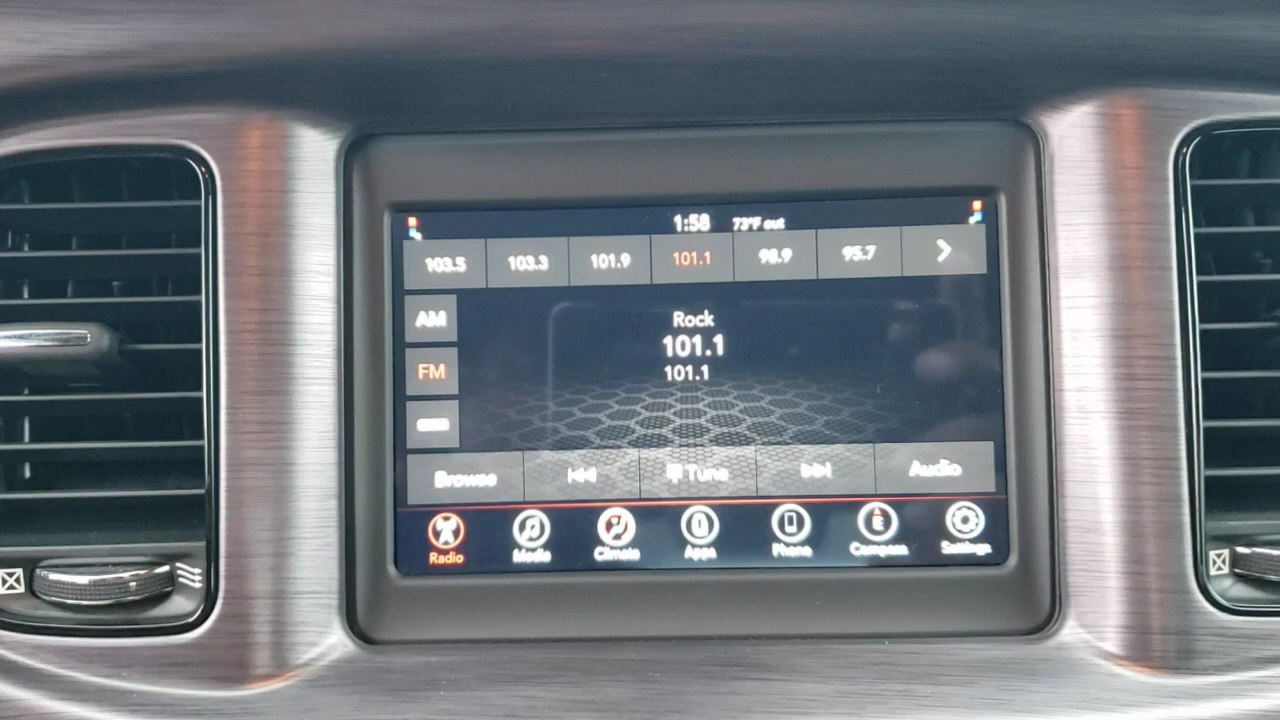 1:58 73°F out
103.5 103.3 101.9 101.1 98.9 95.7
AM
Rock
101.1
FM
101.1
Browse Tune Audio
Radio Media Climate Apps Phone Compass Settings
E